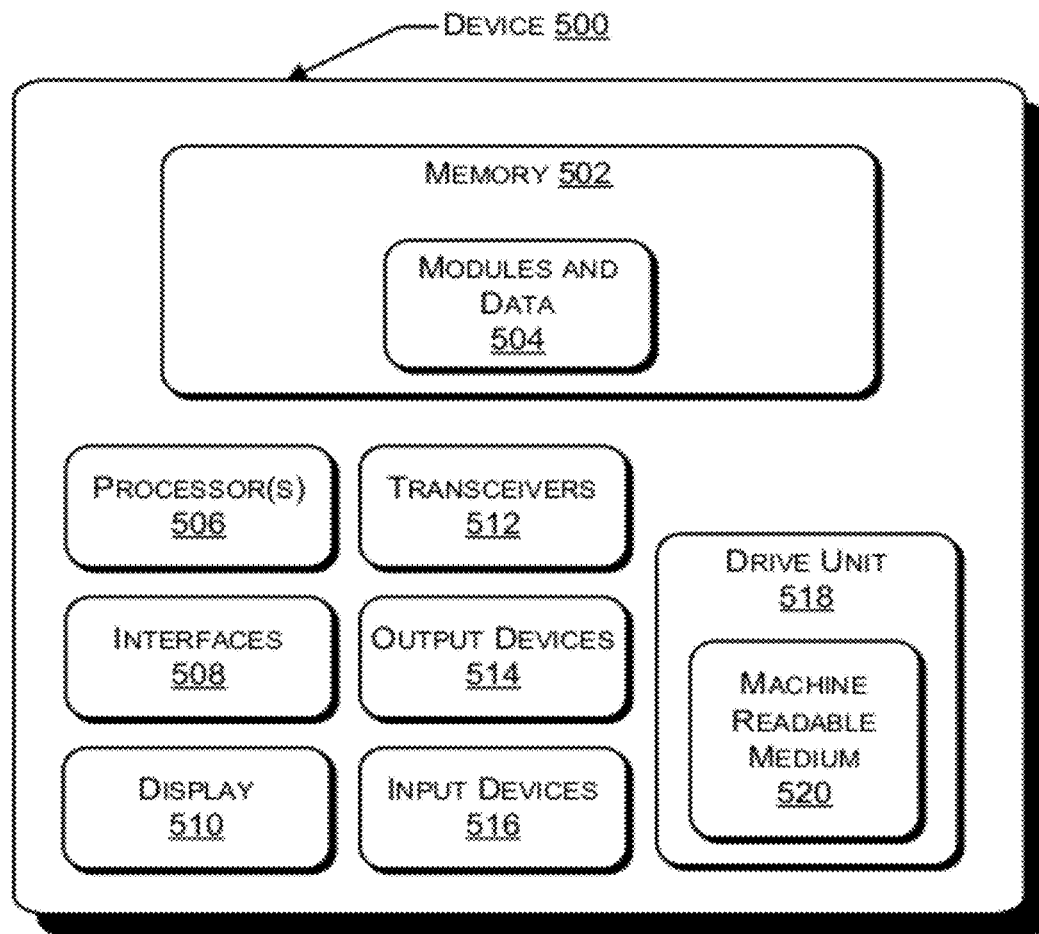 DEVICE 500
MEMORY 502
MODULES AND
DATA
504
PROCESSOR(S)
506
TRANSCEIVERS
512
INTERFACES
508
OUTPUT DEVICES
514
DISPLAY
510
INPUT DEVICES
516
DRIVE UNIT
518
MACHINE
READABLE
MEDIUM
520